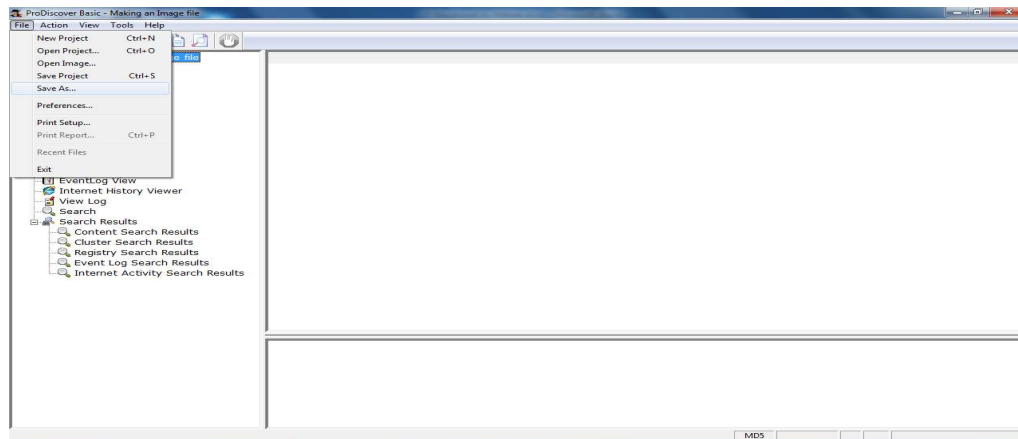 ProDiscover Basic - Making an Image file
File Action View Tools Help
New Project Ctrl+N
Open Project... Ctrl+O
Open Image...
Save Project Ctrl+S
Save As...
Preferences...
Print Setup...
Print Report... Ctrl+P
Recent Files
Exit
e file
EventLog View
Internet History Viewer
View Log
Search
Search Results
Content Search Results
Cluster Search Results
Registry Search Results
Event Log Search Results
Internet Activity Search Results
MD5